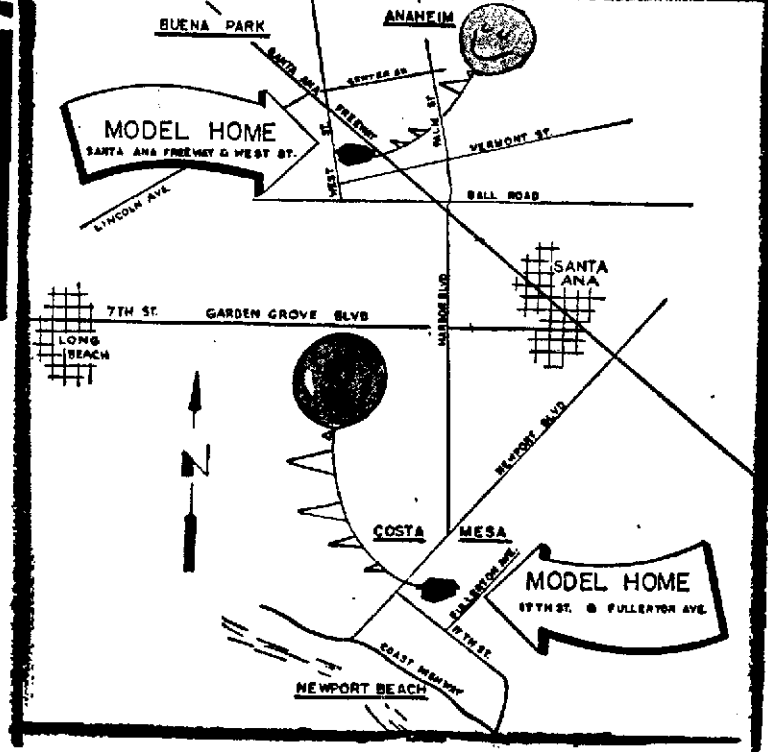 BUENA PARK
ANAHEIM
SANTA ANA FREEWAY
CENTER ST.
MODEL HOME
SANTA ANA FREEWAY & WEST ST.
WEST ST.
PALM ST.
VERMONT ST.
LINCOLN AVE.
BALL ROAD
SANTA
ANA
HARBOR BLVD
7TH ST.
GARDEN GROVE BLVD
LONG
BEACH
N
NEWPORT BLVD
COSTA MESA
FULLERTON AVE.
MODEL HOME
17TH ST. & FULLERTON AVE.
17TH ST.
COAST HIGHWAY
NEWPORT BEACH